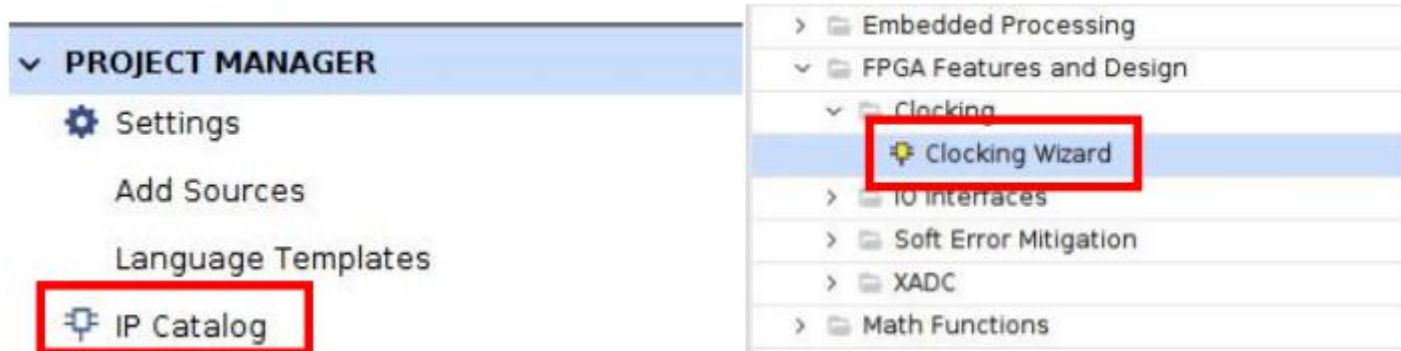 PROJECT MANAGER
Settings
Add Sources
Language Templates
IP Catalog
Embedded Processing
FPGA Features and Design
Clocking
Clocking Wizard
IO Interfaces
Soft Error Mitigation
XADC
Math Functions